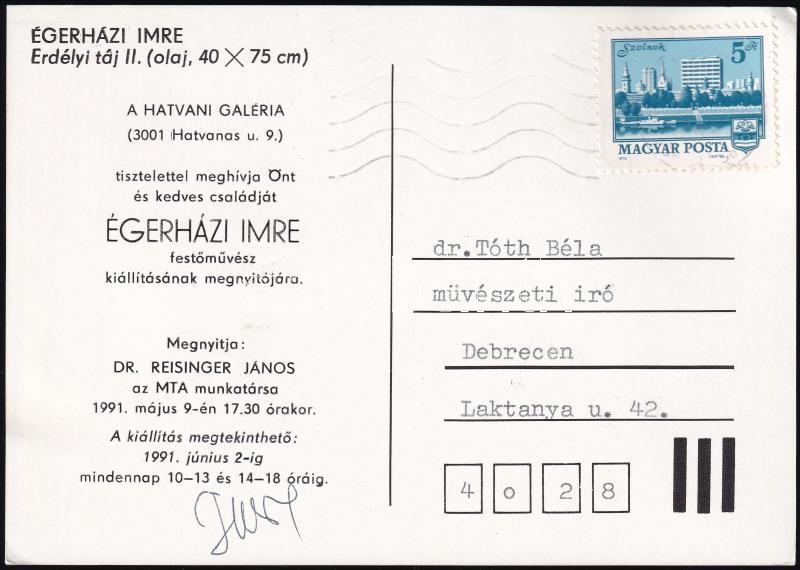 ÉGERHÁZI IMRE
Erdélyi táj II. (olaj, 40 × 75 cm)
A HATVANI GALÉRIA
(3001 Hatvanas u. 9.)
tisztelettel meghívja Önt
és kedves családját
ÉGERHÁZI IMRE
festőművész
kiállításának megnyitójára.
Megnyitja:
DR. REISINGER JÁNOS
az MTA munkatársa
1991. május 9-én 17.30 órakor.
A kiállítás megtekinthető:
1991. június 2-ig
mindennap 10–13 és 14–18 óráig.
Szolnok
5 Ft
MAGYAR POSTA
dr.Tóth Béla
müvészeti iró
Debrecen
Laktanya u. 42.
4 o 2 8